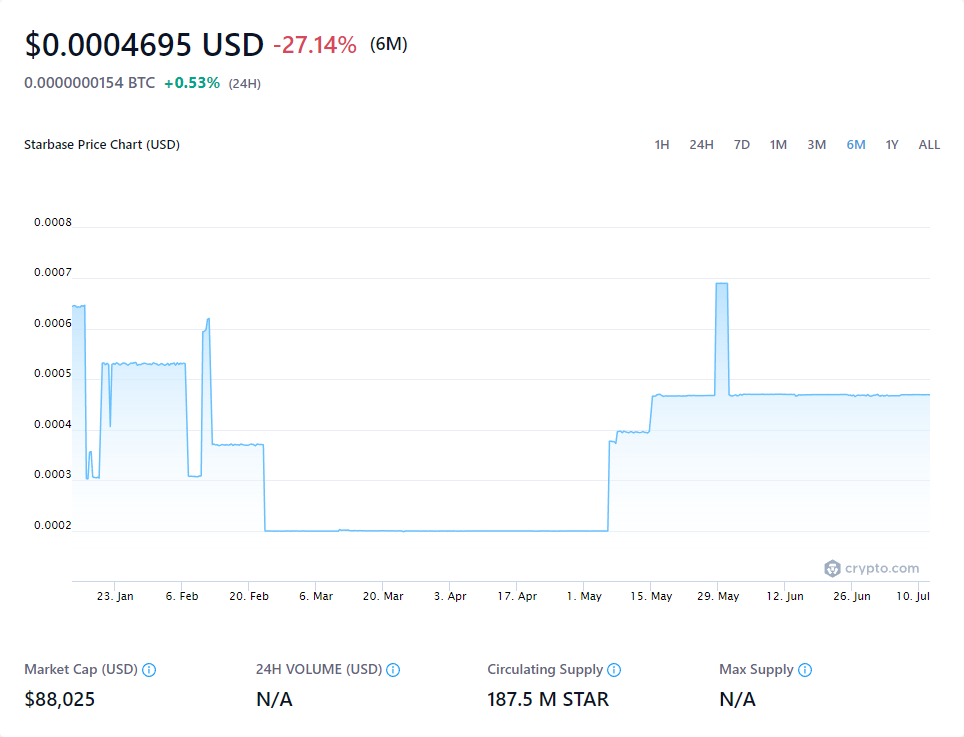 $0.0004695 USD -27.14% (6M)
0.0000000154 BTC +0.53% (24H)
Starbase Price Chart (USD) 1H 24H 7D 1M 3M 6M 1Y ALL
0.0008
0.0007
0.0006
0.0005
0.0004
0.0003
0.0002
crypto.com
23. Jan 6. Feb 20. Feb 6. Mar 20. Mar 3. Apr 17. Apr 1. May 15. May 29. May 12. Jun 26. Jun 10. Jul
Market Cap (USD) 24H VOLUME (USD) Circulating Supply Max Supply
$88,025 N/A 187.5 M STAR N/A